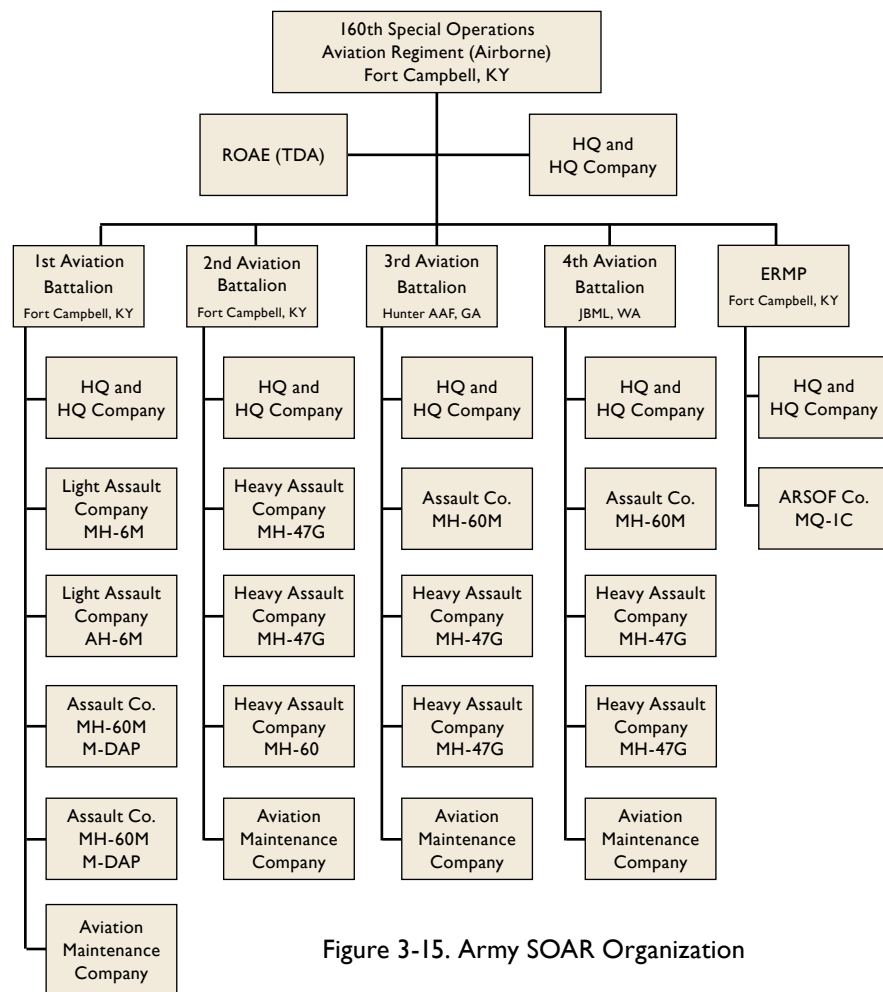 160th Special Operations
Aviation Regiment (Airborne)
Fort Campbell, KY
ROAE (TDA)
HQ and
HQ Company
1st Aviation
Battalion
Fort Campbell, KY
HQ and
HQ Company
Light Assault
Company
MH-6M
Light Assault
Company
AH-6M
Assault Co.
MH-60M
M-DAP
Assault Co.
MH-60M
M-DAP
Aviation
Maintenance
Company
2nd Aviation
Battalion
Fort Campbell, KY
HQ and
HQ Company
Heavy Assault
Company
MH-47G
Heavy Assault
Company
MH-47G
Heavy Assault
Company
MH-60
Aviation
Maintenance
Company
3rd Aviation
Battalion
Hunter AAF, GA
HQ and
HQ Company
Assault Co.
MH-60M
Heavy Assault
Company
MH-47G
Heavy Assault
Company
MH-47G
Aviation
Maintenance
Company
4th Aviation
Battalion
JBML, WA
HQ and
HQ Company
Assault Co.
MH-60M
Heavy Assault
Company
MH-47G
Heavy Assault
Company
MH-47G
Aviation
Maintenance
Company
ERMP
Fort Campbell, KY
HQ and
HQ Company
ARSOF Co.
MQ-1C
Figure 3-15. Army SOAR Organization